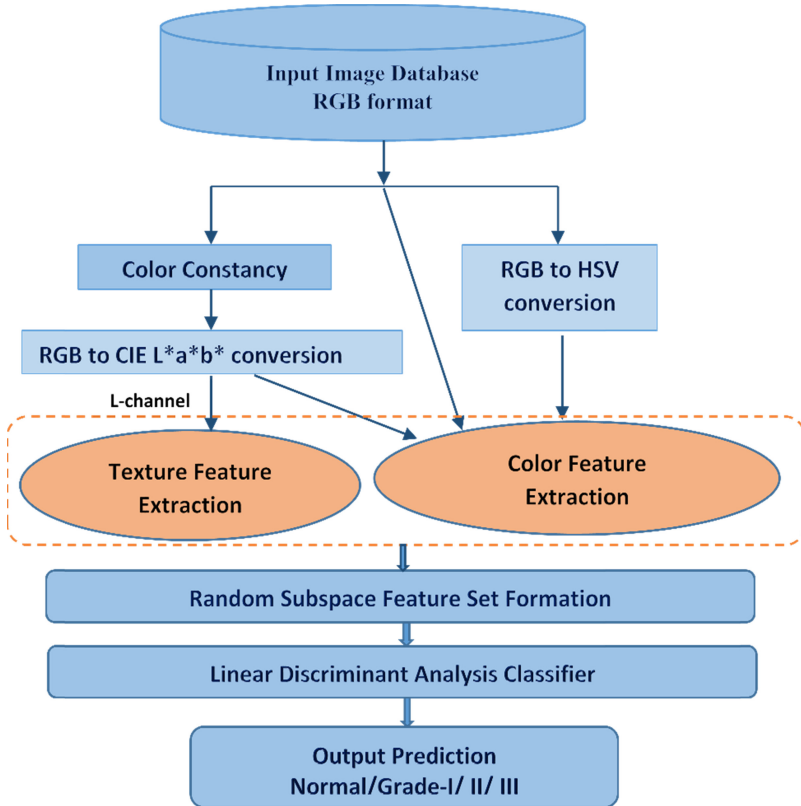 Input Image Database
RGB format
Color Constancy
RGB to HSV
conversion
RGB to CIE L*a*b* conversion
L-channel
Texture Feature
Extraction
Color Feature
Extraction
Random Subspace Feature Set Formation
Linear Discriminant Analysis Classifier
Output Prediction
Normal/Grade-I/ II/ III